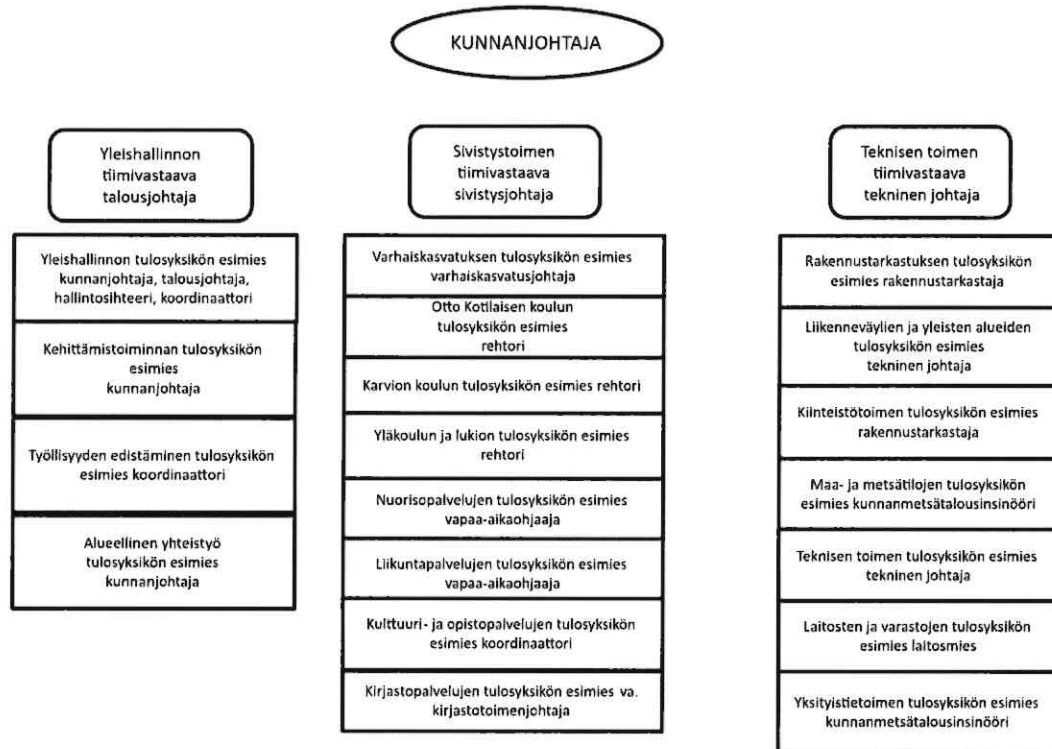 KUNNANJOHTAJA
Yleishallinnon
tiimivastaava
talousjohtaja
Yleishallinnon tulosyksikön esimies
kunnanjohtaja, talousjohtaja,
hallintosihteeri, koordinaattori
Kehittämistoiminnan tulosyksikön
esimies
kunnanjohtaja
Työllisyyden edistäminen tulosyksikön
esimies koordinaattori
Alueellinen yhteistyö
tulosyksikön esimies
kunnanjohtaja
Sivistystoimen
tiimivastaava
sivistysjohtaja
Varhaiskasvatuksen tulosyksikön esimies
varhaiskasvatusjohtaja
Otto Kotilaisen koulun
tulosyksikön esimies
rehtori
Karvion koulun tulosyksikön esimies rehtori
Yläkoulun ja lukion tulosyksikön esimies
rehtori
Nuorisopalvelujen tulosyksikön esimies
vapaa-aikaohjaaja
Liikuntapalvelujen tulosyksikön esimies
vapaa-aikaohjaaja
Kulttuuri- ja opistopalvelujen tulosyksikön
esimies koordinaattori
Kirjastopalvelujen tulosyksikön esimies va.
kirjastotoimenjohtaja
Teknisen toimen
tiimivastaava
tekninen johtaja
Rakennustarkastuksen tulosyksikön
esimies rakennustarkastaja
Liikenneväylien ja yleisten alueiden
tulosyksikön esimies
tekninen johtaja
Kiinteistötoimen tulosyksikön esimies
rakennustarkastaja
Maa- ja metsätilojen tulosyksikön
esimies kunnanmetsätalousinsinööri
Teknisen toimen tulosyksikön esimies
tekninen johtaja
Laitosten ja varastojen tulosyksikön
esimies laitosmies
Yksityistietoimen tulosyksikön esimies
kunnanmetsätalousinsinööri